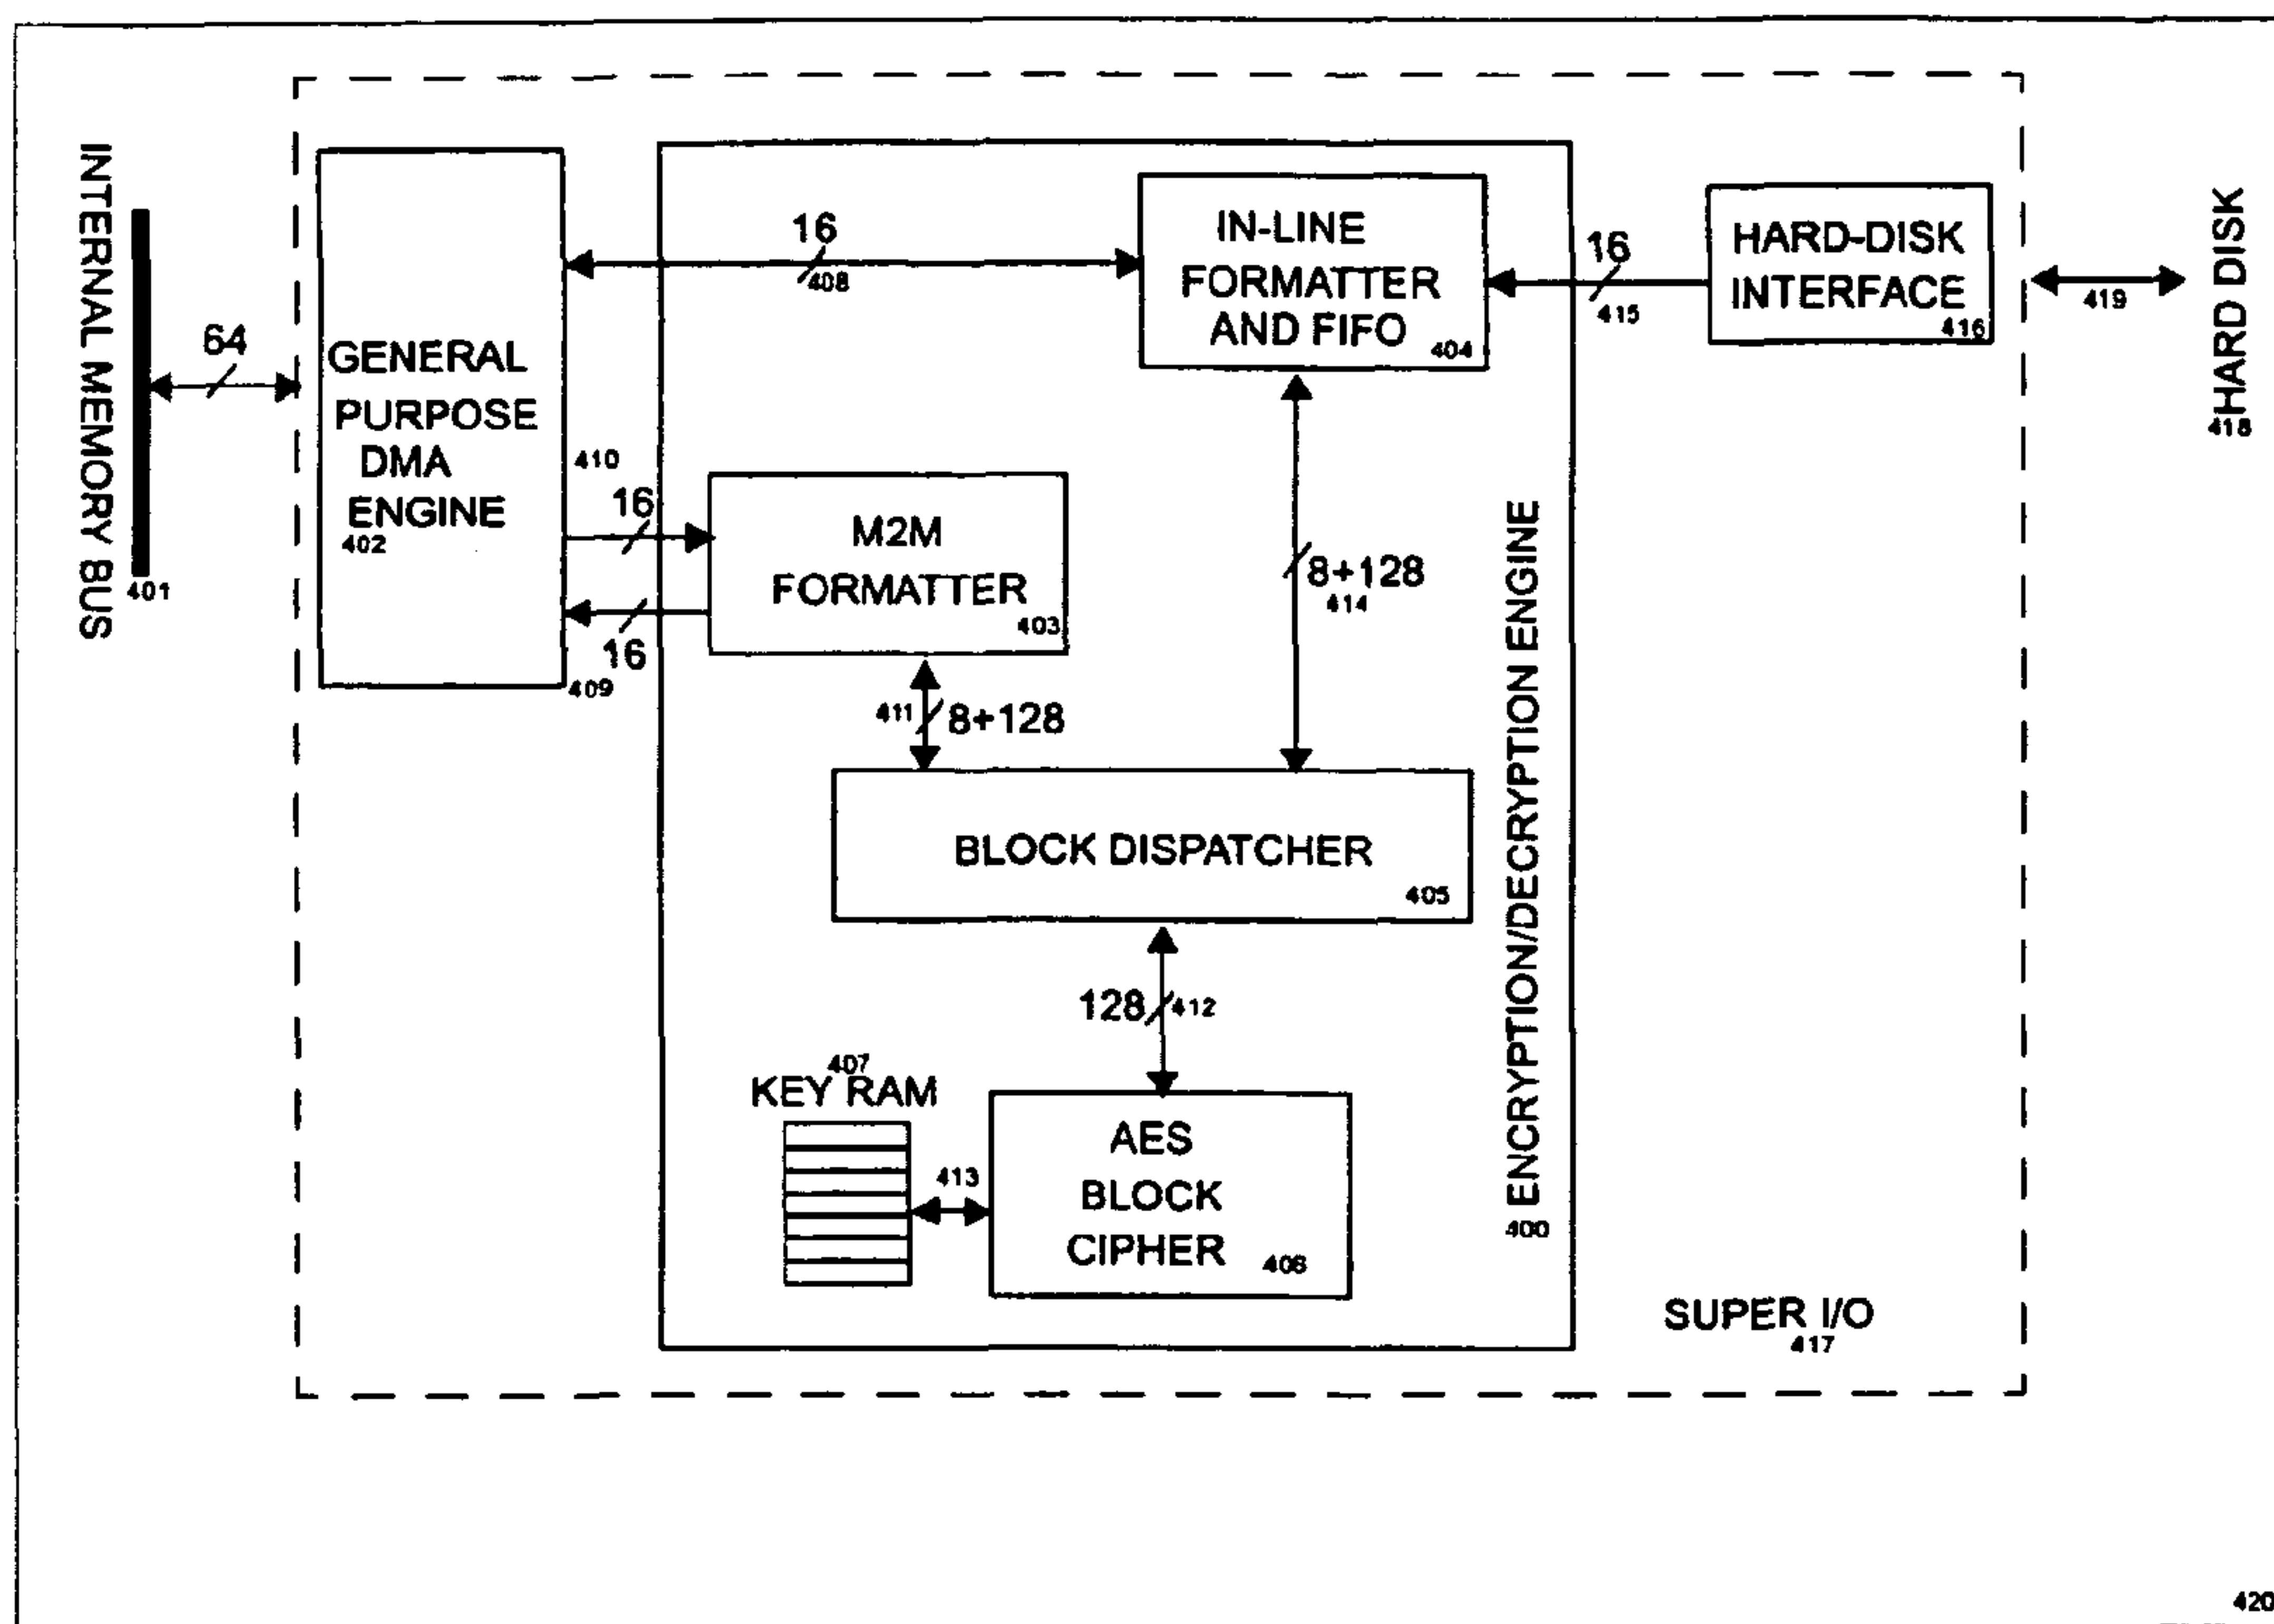 INTERNAL MEMORY BUS
401
64
GENERAL
PURPOSE
DMA
ENGINE
402
16
408
410
16
16
409
IN-LINE
FORMATTER
AND FIFO
404
16
415
HARD-DISK
INTERFACE
416
419
HARD DISK
418
M2M
FORMATTER
403
411
8+128
8+128
414
BLOCK DISPATCHER
405
128
412
407
KEY RAM
413
AES
BLOCK
CIPHER
406
ENCRYPTION/DECRYPTION ENGINE
400
SUPER I/O
417
420